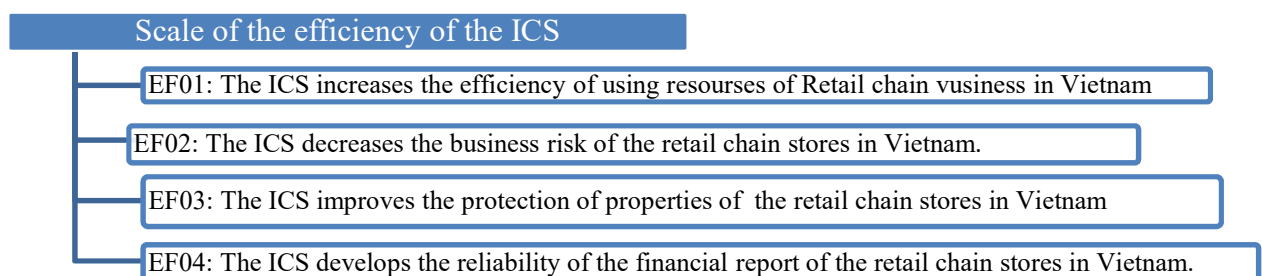 Scale of the efficiency of the ICS
EF01: The ICS increases the efficiency of using resourses of Retail chain vusiness in Vietnam
EF02: The ICS decreases the business risk of the retail chain stores in Vietnam.
EF03: The ICS improves the protection of properties of the retail chain stores in Vietnam
EF04: The ICS develops the reliability of the financial report of the retail chain stores in Vietnam.